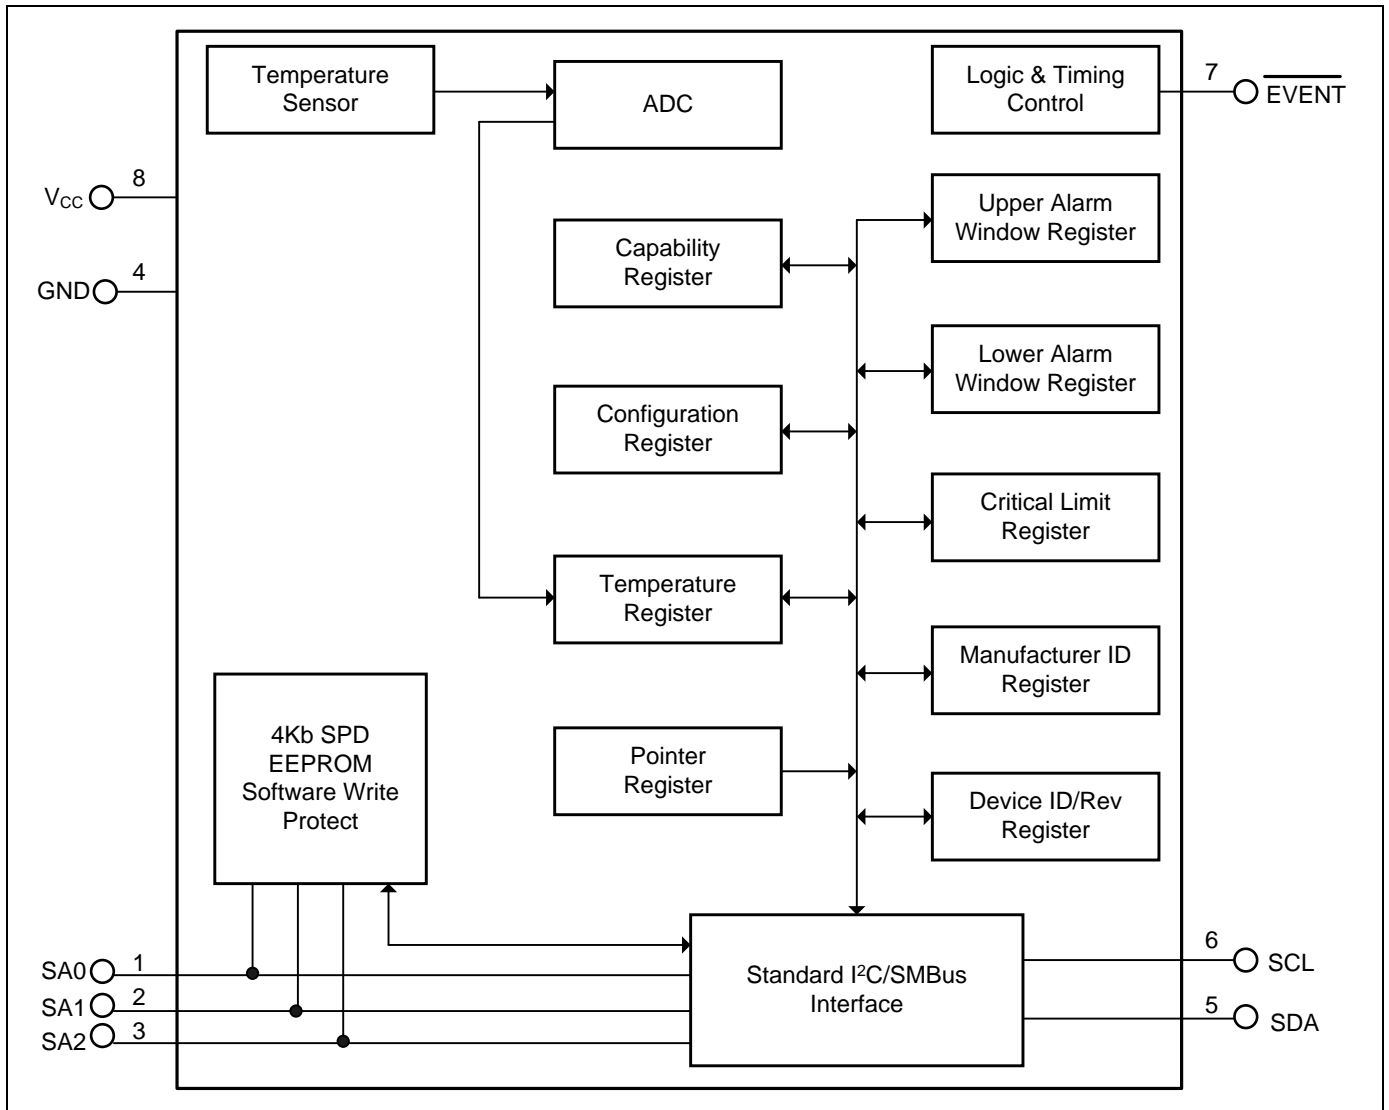 Temperature
Sensor
ADC
Logic & Timing
Control
7
EVENT
8
VCC
4
GND
Upper Alarm
Window Register
Capability
Register
Lower Alarm
Window Register
Configuration
Register
Critical Limit
Register
Temperature
Register
Manufacturer ID
Register
4Kb SPD
EEPROM
Software Write
Protect
Pointer
Register
Device ID/Rev
Register
SA0
1
SA1
2
SA2
3
Standard I²C/SMBus
Interface
6
SCL
5
SDA